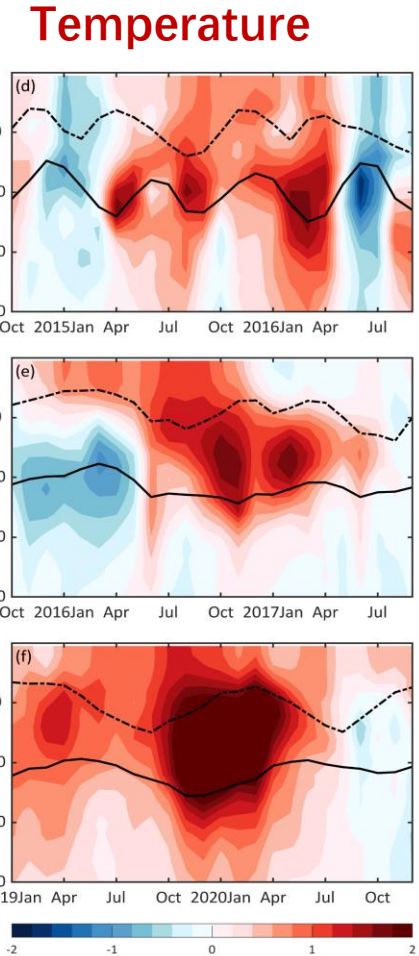 Temperature
(d)
Oct 2015Jan Apr Jul Oct 2016Jan Apr Jul
(e)
Oct 2016Jan Apr Jul Oct 2017Jan Apr Jul
(f)
19Jan Apr Jul Oct 2020Jan Apr Jul Oct
-2 -1 0 1 2